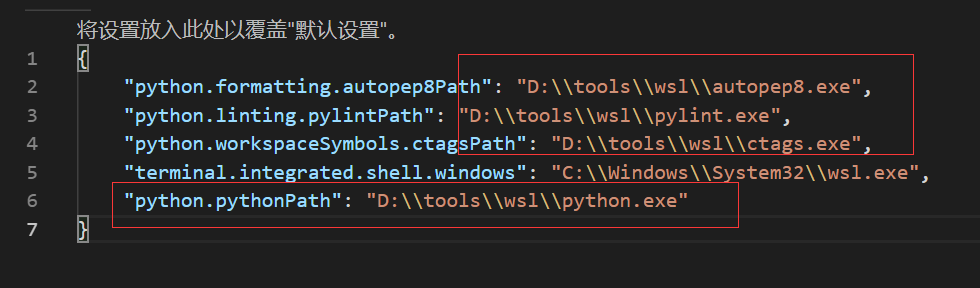 将设置放入此处以覆盖"默认设置"。
1 {
2 "python.formatting.autopep8Path": "D:\\tools\\wsl\\autopep8.exe",
3 "python.linting.pylintPath": "D:\\tools\\wsl\\pylint.exe",
4 "python.workspaceSymbols.ctagsPath": "D:\\tools\\wsl\\ctags.exe",
5 "terminal.integrated.shell.windows": "C:\\Windows\\System32\\wsl.exe",
6 "python.pythonPath": "D:\\tools\\wsl\\python.exe"
7 }